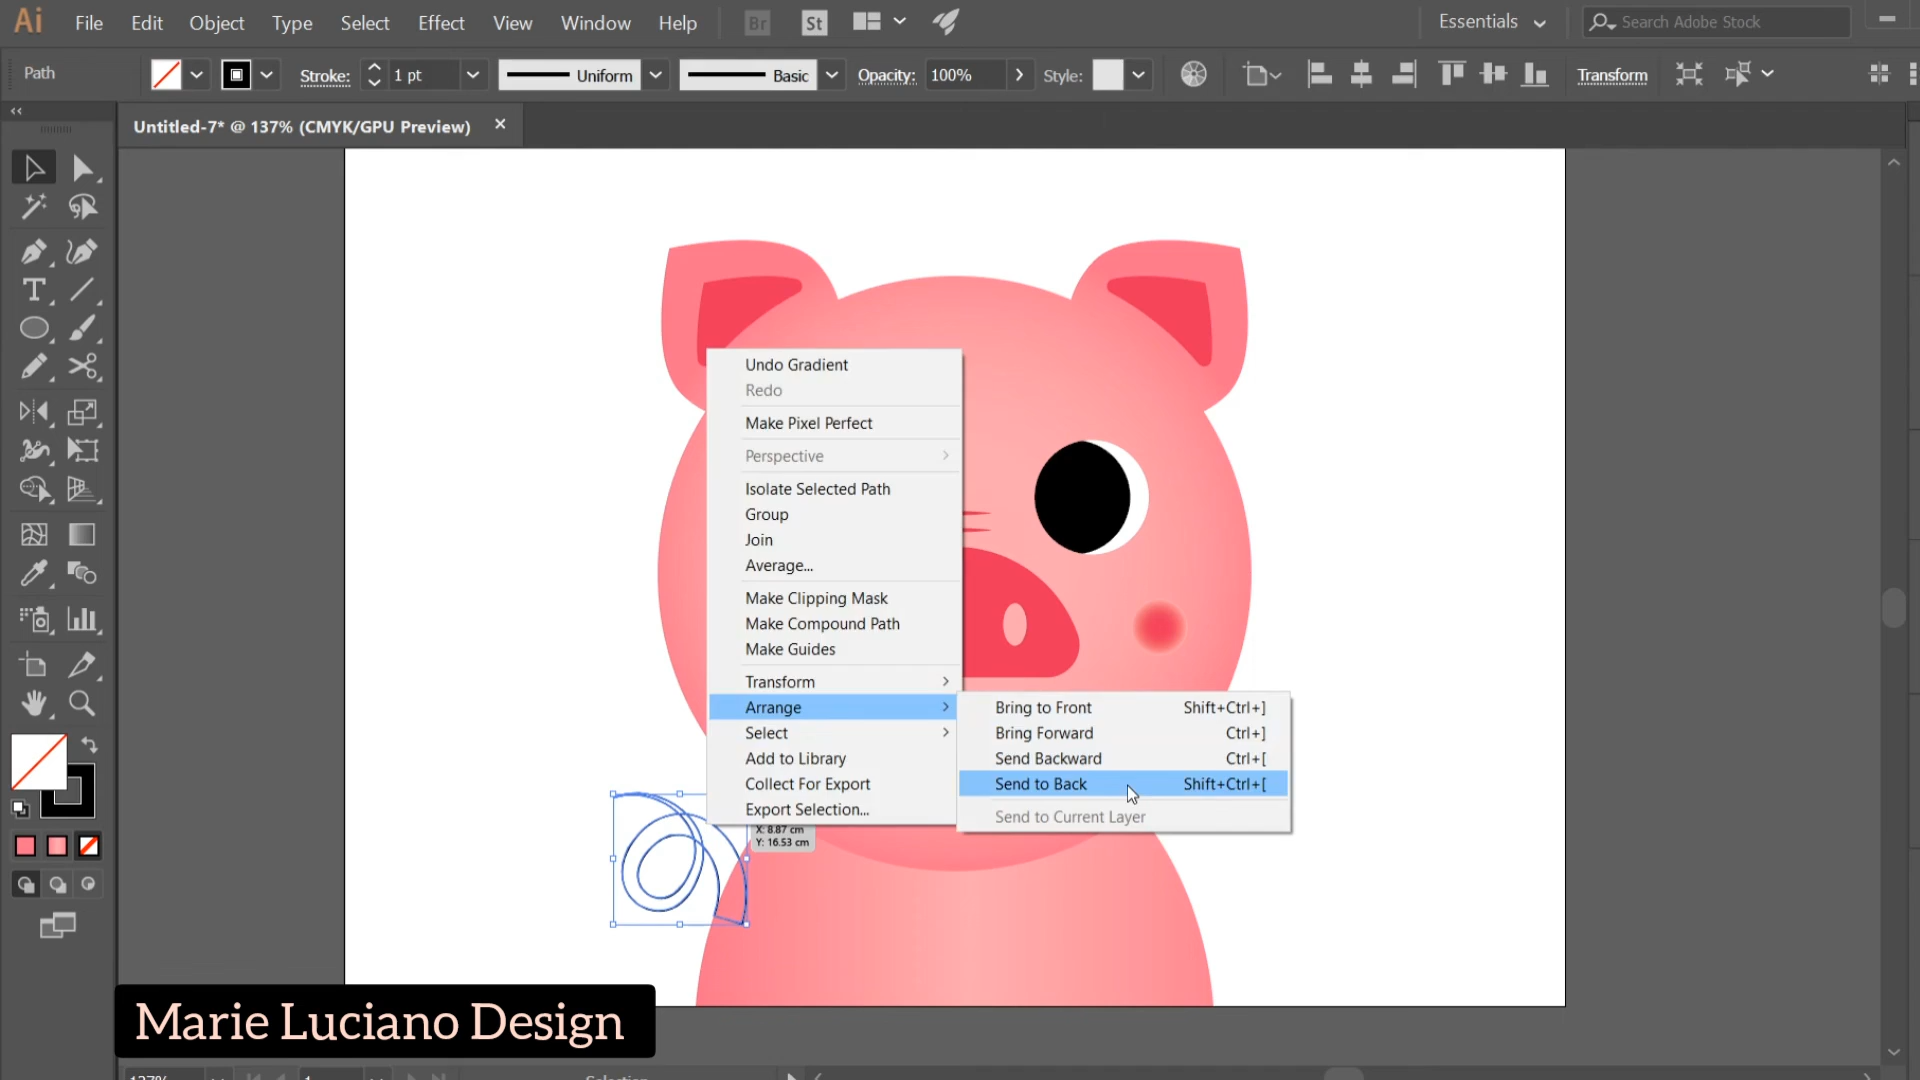 Ai File Edit Object Type Select Effect View Window Help Br St Essentials Search Adobe Stock
Path Stroke: 1 pt Uniform Basic Opacity: 100% Style: Transform
Untitled-7* @ 137% (CMYK/GPU Preview)
Undo Gradient
Redo
Make Pixel Perfect
Perspective
Isolate Selected Path
Group
Join
Average...
Make Clipping Mask
Make Compound Path
Make Guides
Transform
Arrange
Select
Add to Library
Collect For Export
Export Selection...
Bring to Front Shift+Ctrl+]
Bring Forward Ctrl+]
Send Backward Ctrl+[
Send to Back Shift+Ctrl+[
Send to Current Layer
X: 8.87 cm
Y: 16.53 cm
Marie Luciano Design
137% 1 Selection